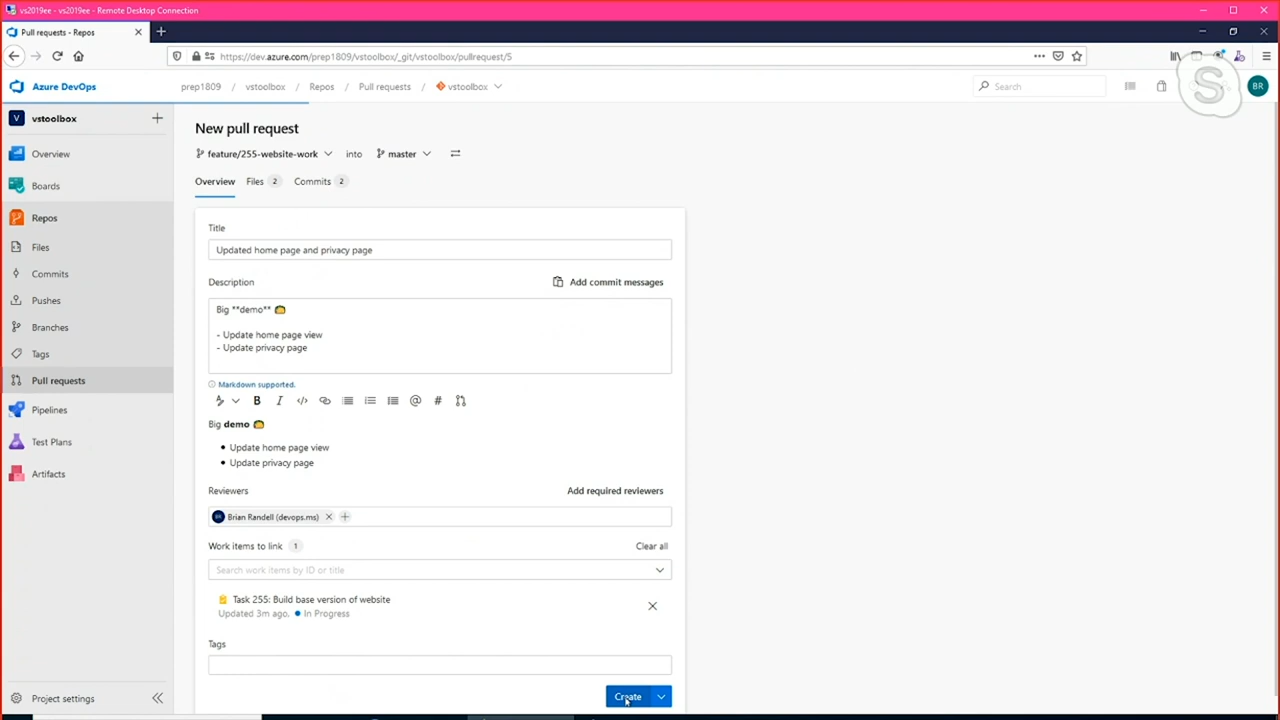 vs2019ee - vs2019ee - Remote Desktop Connection
Pull requests - Repos
https://dev.azure.com/prep1809/vstoolbox/_git/vstoolbox/pullrequest/5
Azure DevOps
prep1809 / vstoolbox / Repos / Pull requests / vstoolbox
Search
BR
V vstoolbox
Overview
Boards
Repos
Files
Commits
Pushes
Branches
Tags
Pull requests
Pipelines
Test Plans
Artifacts
Project settings
New pull request
feature/255-website-work into master
Overview Files 2 Commits 2
Title
Updated home page and privacy page
Description Add commit messages
Big **demo** 🌮
- Update home page view
- Update privacy page
Markdown supported.
Big demo 🌮
• Update home page view
• Update privacy page
Reviewers Add required reviewers
Brian Randell (devops.ms)
Work items to link 1 Clear all
Search work items by ID or title
Task 255: Build base version of website
Updated 3m ago, In Progress
Tags
Create